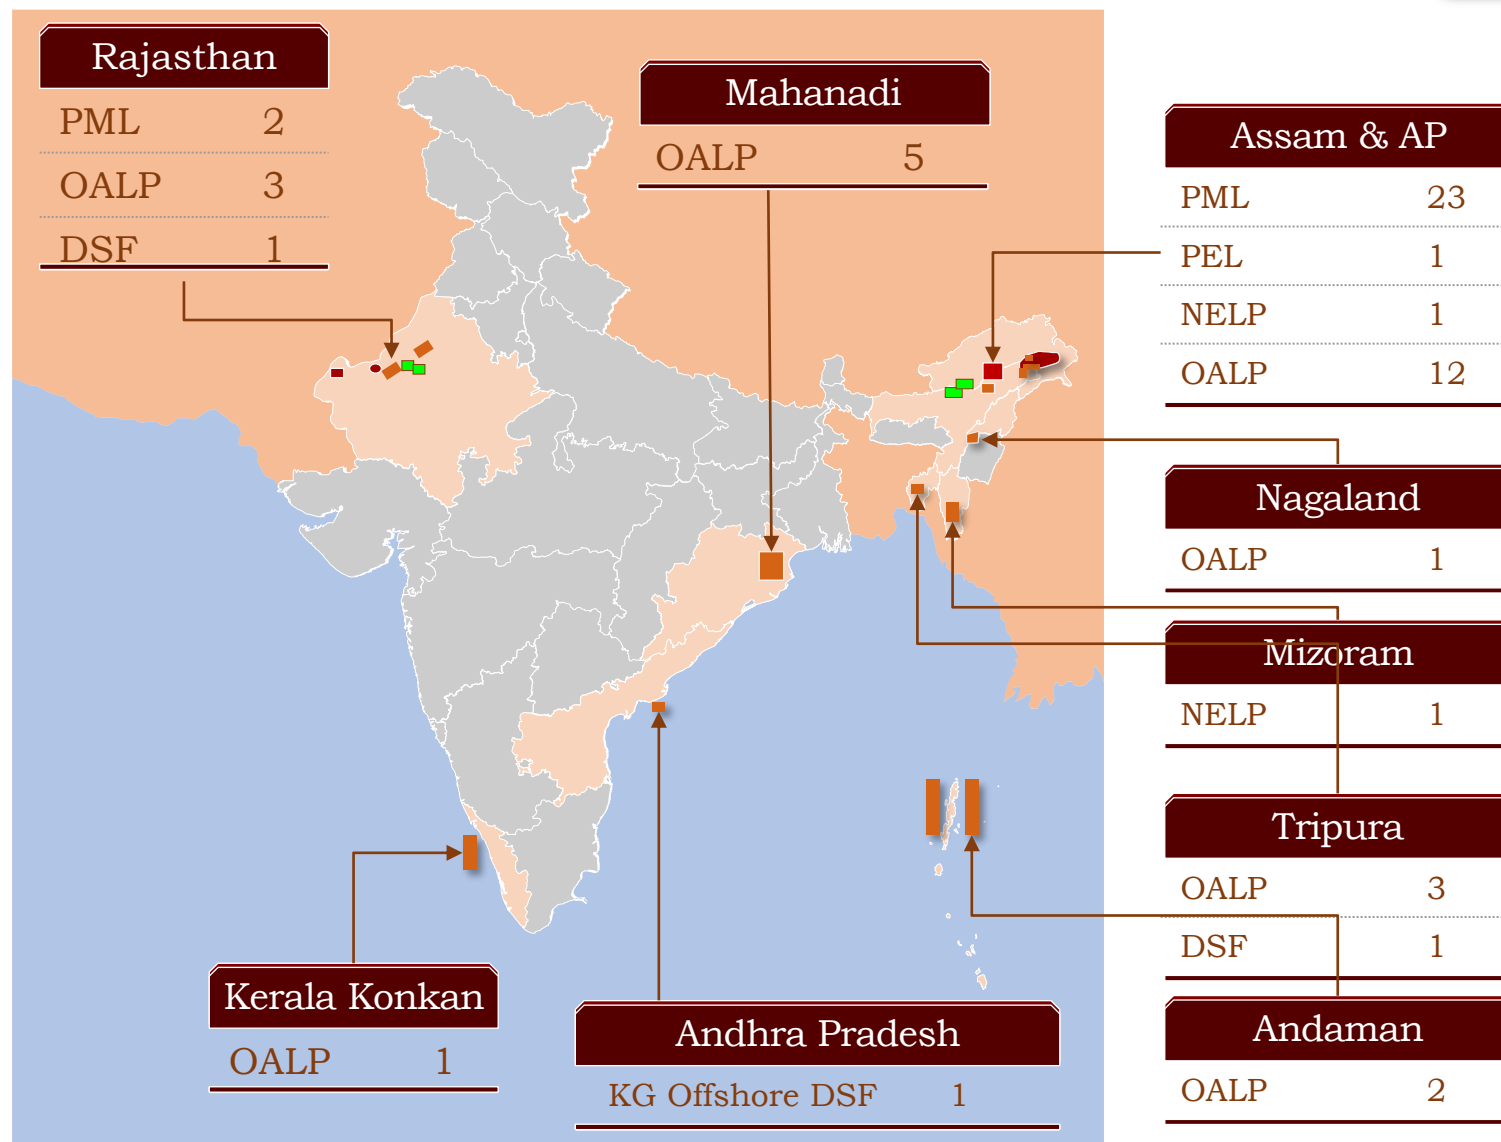 Rajasthan
PML 2
OALP 3
DSF 1
Mahanadi
OALP 5
Assam & AP
PML 23
PEL 1
NELP 1
OALP 12
Nagaland
OALP 1
Mizoram
NELP 1
Tripura
OALP 3
DSF 1
Andaman
OALP 2
Kerala Konkan
OALP 1
Andhra Pradesh
KG Offshore DSF 1